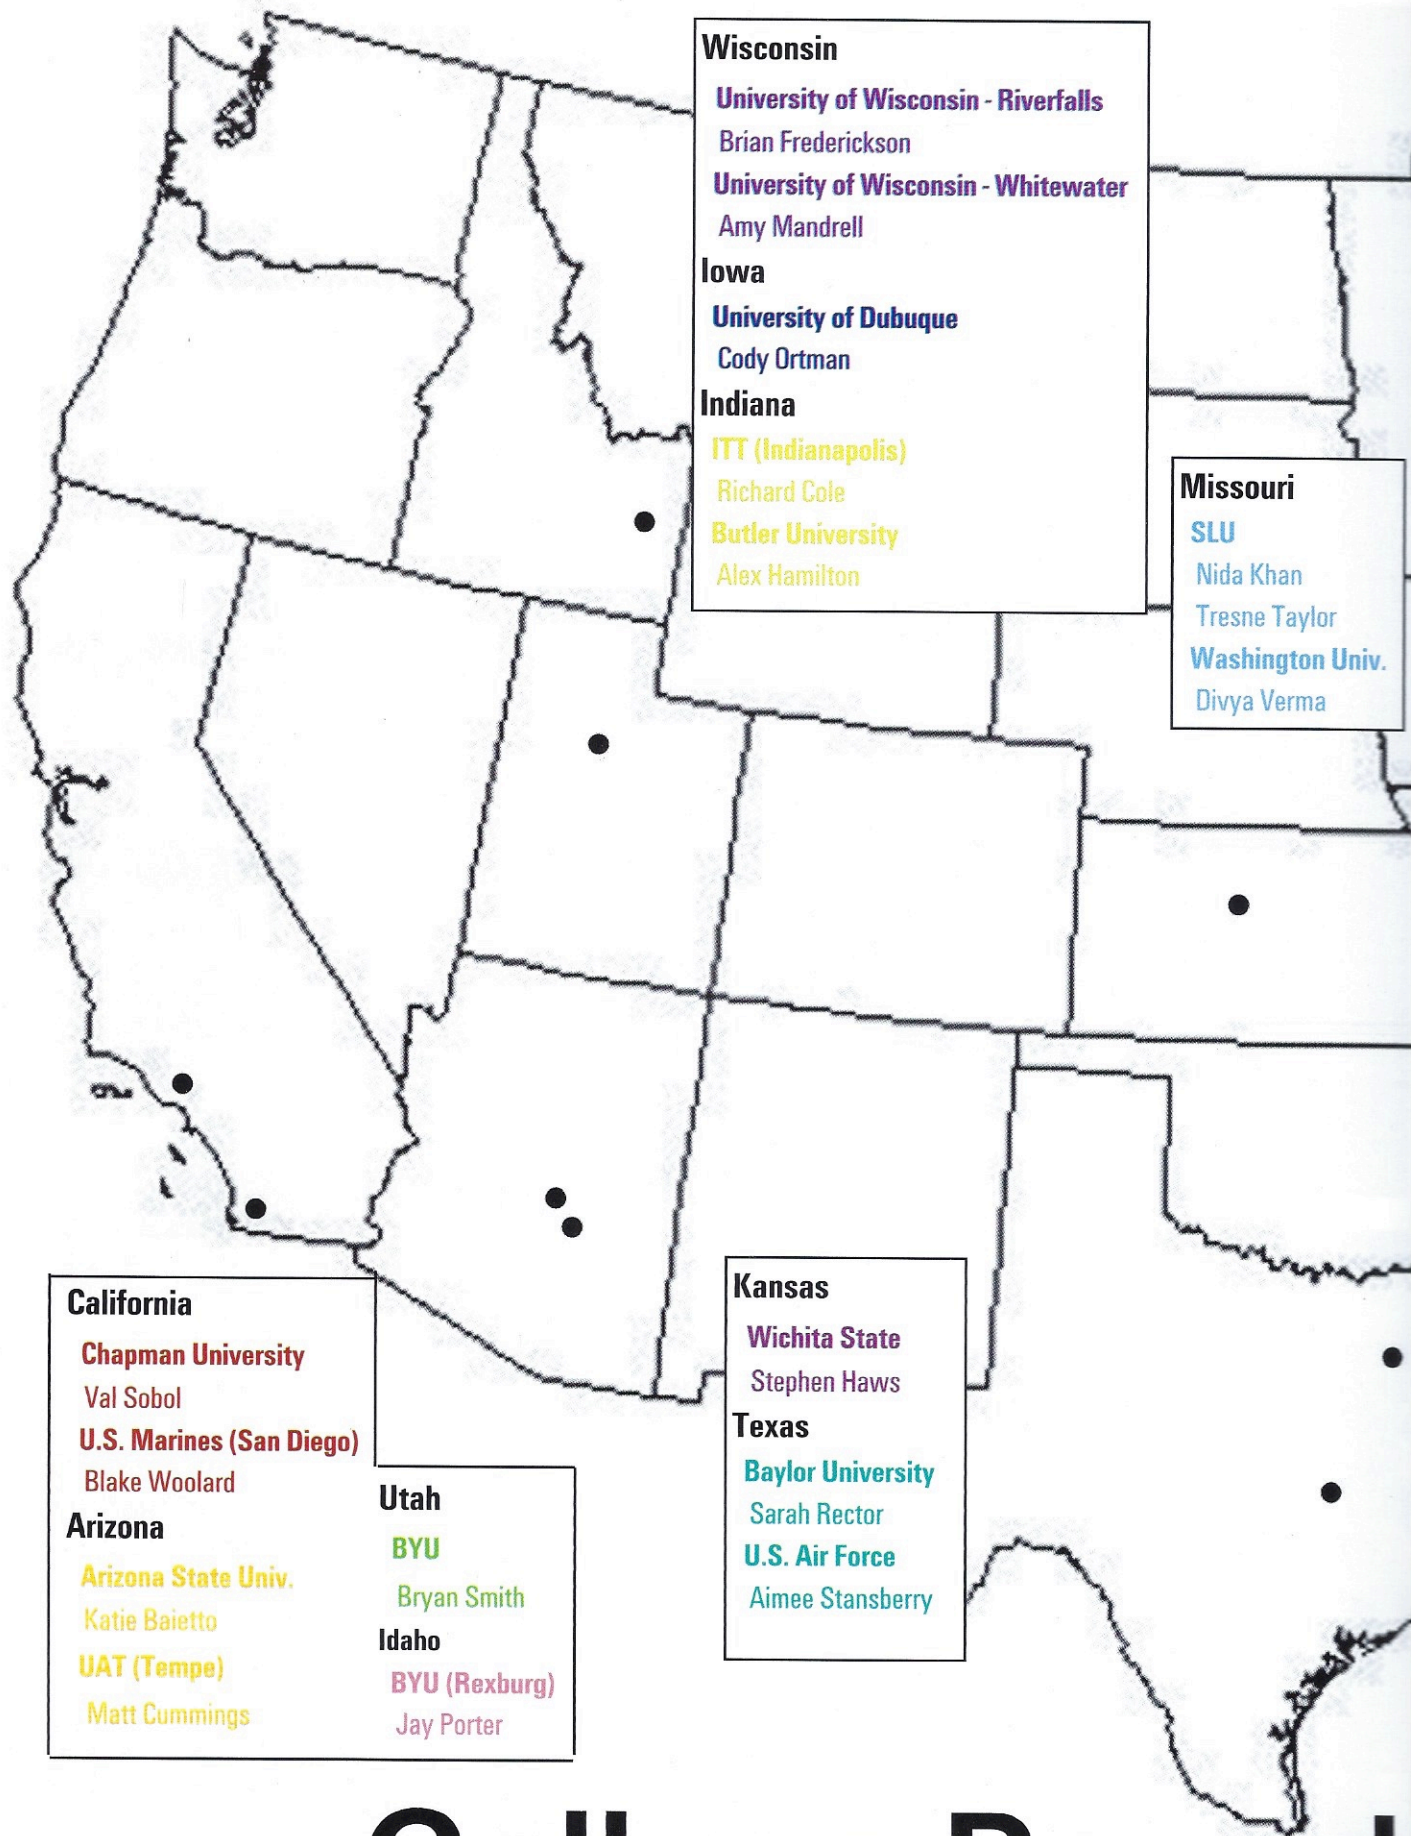 Wisconsin
University of Wisconsin - Riverfalls
Brian Frederickson
University of Wisconsin - Whitewater
Amy Mandrell
Iowa
University of Dubuque
Cody Ortman
Indiana
ITT (Indianapolis)
Richard Cole
Butler University
Alex Hamilton
Missouri
SLU
Nida Khan
Tresne Taylor
Washington Univ.
Divya Verma
California
Chapman University
Val Sobol
U.S. Marines (San Diego)
Blake Woolard
Arizona
Arizona State Univ.
Katie Baietto
UAT (Tempe)
Matt Cummings
Utah
BYU
Bryan Smith
Idaho
BYU (Rexburg)
Jay Porter
Kansas
Wichita State
Stephen Haws
Texas
Baylor University
Sarah Rector
U.S. Air Force
Aimee Stansberry